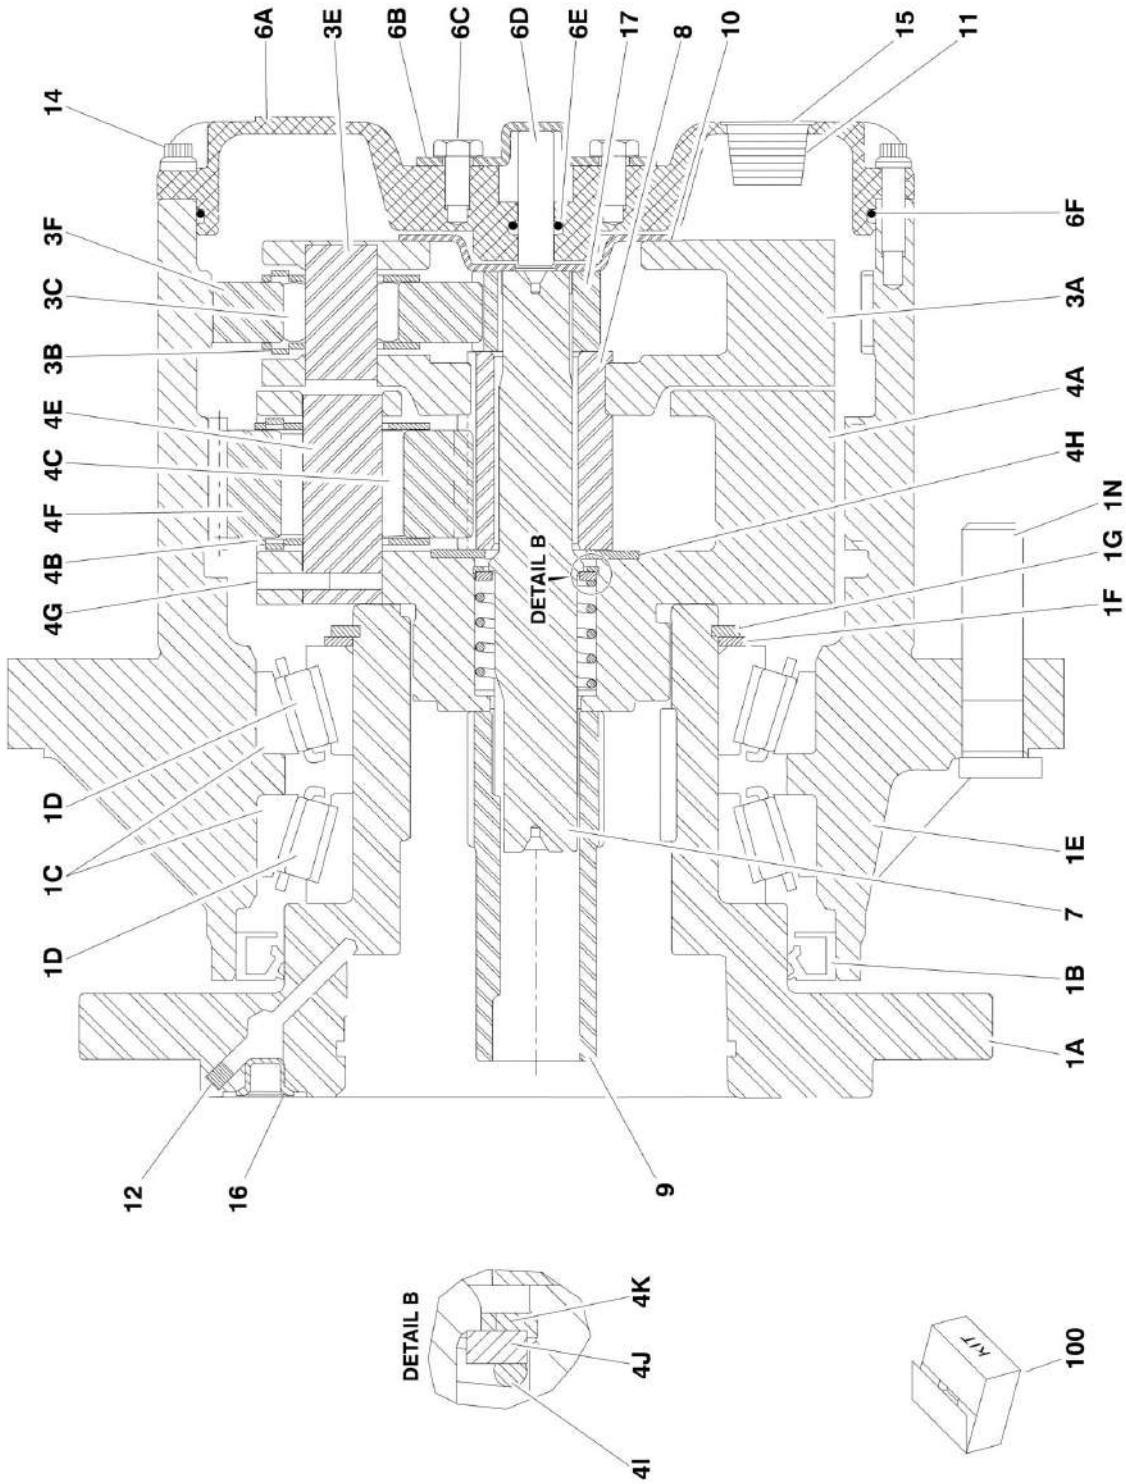 14
6A
3E
6B
6C
6D
6E
17
8
10
15
11
3F
3C
3B
4E
4C
4F
4B
4G
6F
3A
4A
4H
1N
1G
1F
DETAIL B
1D
1C
1D
1E
7
1B
1A
12
16
9
DETAIL B
4K
4J
4I
KIT
100